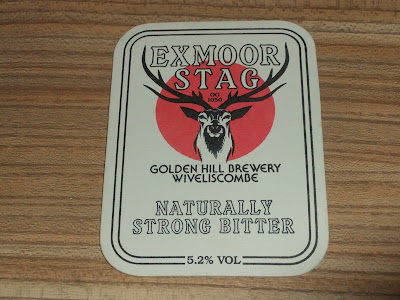 EXMOOR
STAG
OG
1050
GOLDEN HILL BREWERY
WIVELISCOMBE
NATURALLY
STRONG BITTER
5.2% VOL